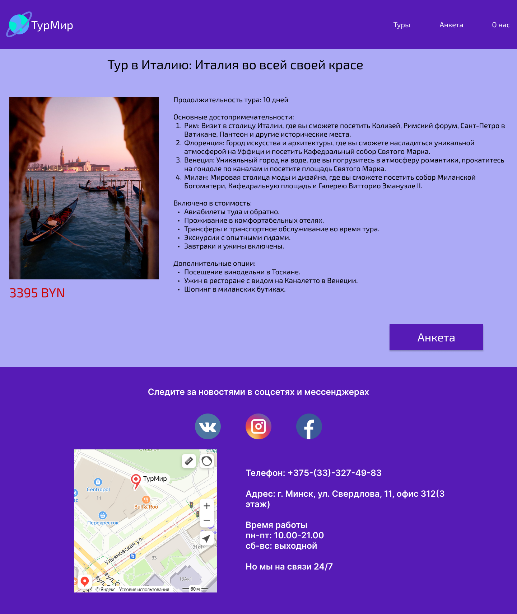 ТурМир
Туры
Анкета
О нас
Тур в Италию: Италия во всей своей красе
Продолжительность тура: 10 дней
Основные достопримечательности:
1. Рим: Визит в столицу Италии, где вы сможете посетить Колизей, Римский форум, Сант-Петро в
Ватикане, Пантеон и другие исторические места.
2. Флоренция: Город искусства и архитектуры, где вы сможете насладиться уникальной
атмосферой на Уффици и посетить Кафедральный собор Святого Марка.
3. Венеция: Уникальный город на воде, где вы погрузитесь в атмосферу романтики, прокатитесь
на гондоле по каналам и посетите площадь Святого Марка.
4. Милан: Мировая столица моды и дизайна, где вы сможете посетить собор Миланской
Богоматери, Кафедральную площадь и Галерею Витторио Эмануэле II.
Включено в стоимость:
• Авиабилеты туда и обратно.
• Проживание в комфортабельных отелях.
• Трансферы и транспортное обслуживание во время тура.
• Экскурсии с опытными гидами.
• Завтраки и ужины включены.
Дополнительные опции:
• Посещение винодельни в Тоскане.
• Ужин в ресторане с видом на Каналетто в Венеции.
• Шопинг в миланских бутиках.
3395 BYN
Анкета
Следите за новостями в соцсетях и мессенджерах
ТурМир
Телефон: +375-(33)-327-49-83
Адрес: г. Минск, ул. Свердлова, 11, офис 312(3
этаж)
Время работы
пн-пт: 10.00-21.00
сб-вс: выходной
Но мы на связи 24/7